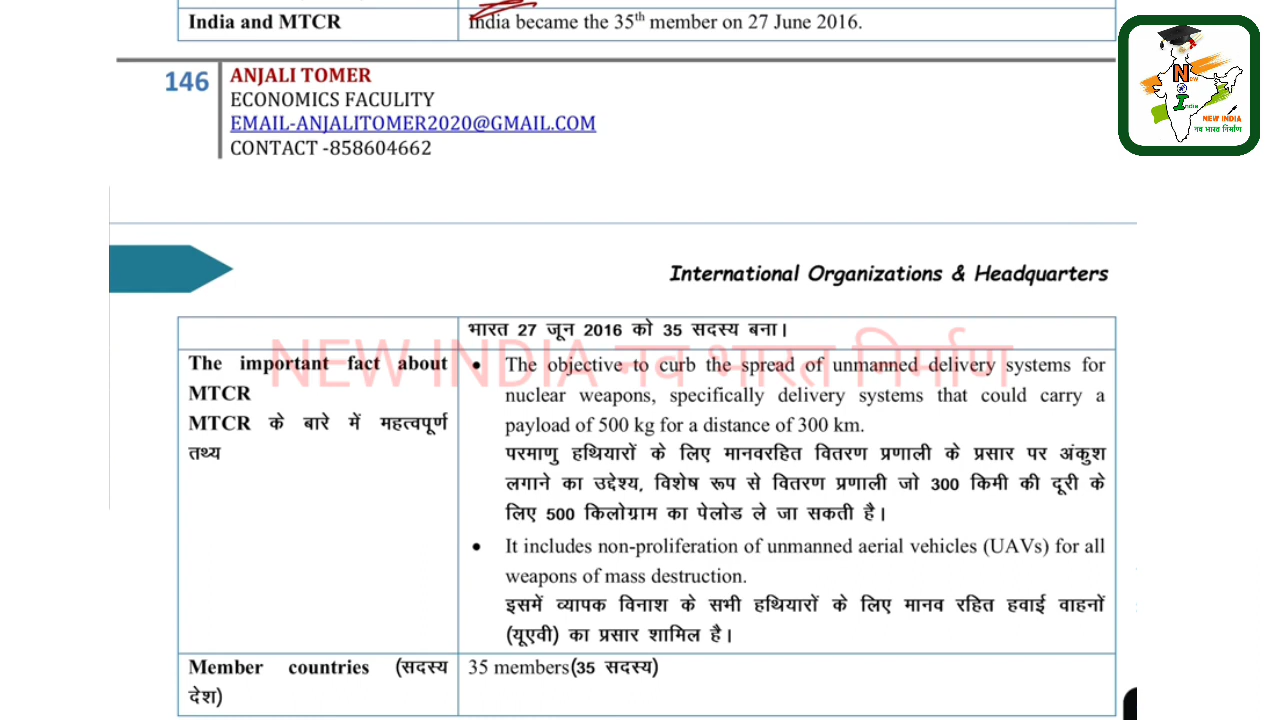 India and MTCR
India became the 35th member on 27 June 2016.
146
ANJALI TOMER
ECONOMICS FACULITY
EMAIL-ANJALITOMER2020@GMAIL.COM
CONTACT -858604662
New
India
NEW INDIA
नव भारत निर्माण
International Organizations & Headquarters
भारत 27 जून 2016 को 35 सदस्य बना।
NEW INDIA नव भारत निर्माण
The important fact about
MTCR
MTCR के बारे में महत्वपूर्ण
तथ्य
• The objective to curb the spread of unmanned delivery systems for
nuclear weapons, specifically delivery systems that could carry a
payload of 500 kg for a distance of 300 km.
परमाणु हथियारों के लिए मानवरहित वितरण प्रणाली के प्रसार पर अंकुश
लगाने का उद्देश्य, विशेष रूप से वितरण प्रणाली जो 300 किमी की दूरी के
लिए 500 किलोग्राम का पेलोड ले जा सकती है।
• It includes non-proliferation of unmanned aerial vehicles (UAVs) for all
weapons of mass destruction.
इसमें व्यापक विनाश के सभी हथियारों के लिए मानव रहित हवाई वाहनों
(यूएवी) का प्रसार शामिल है।
Member countries (सदस्य
देश)
35 members(35 सदस्य)